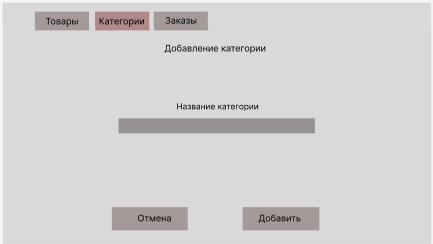 Товары Категории Заказы
Добавление категории
Название категории
Отмена Добавить